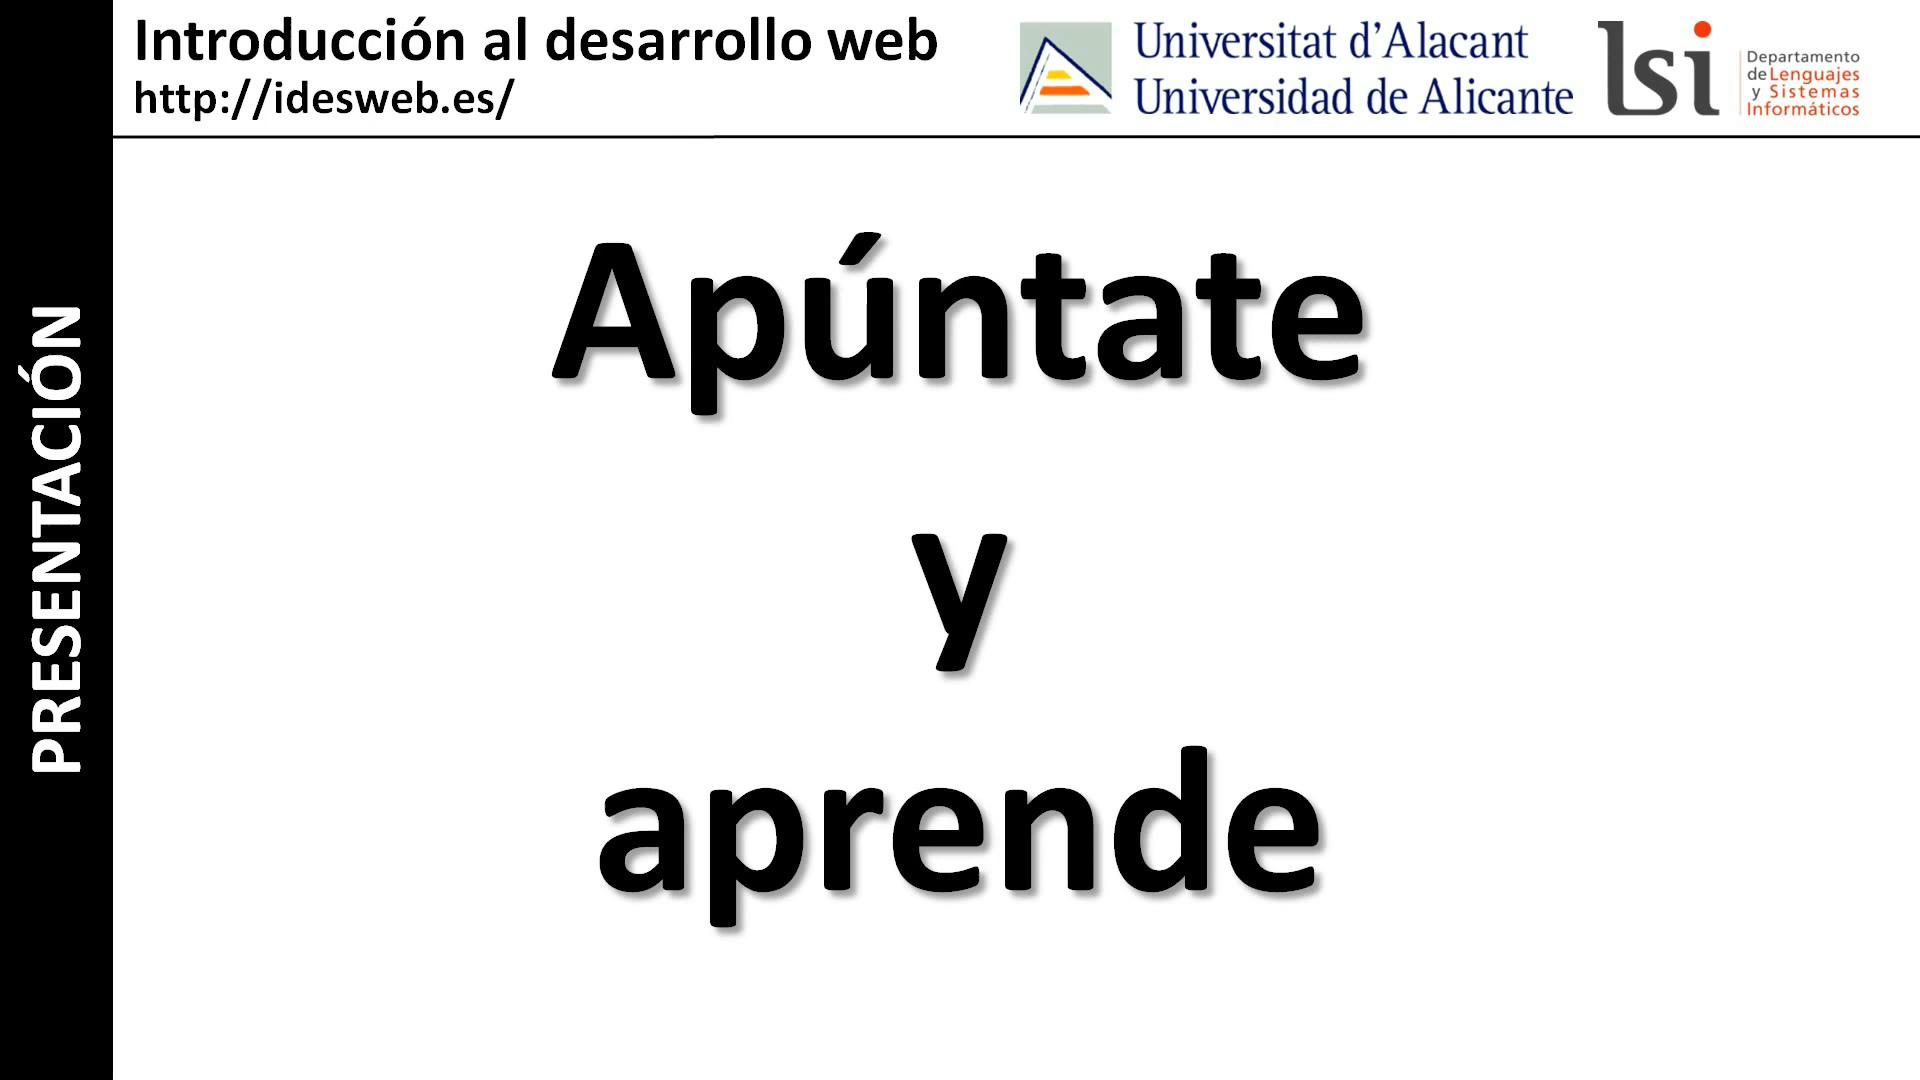 Introducción al desarrollo web
http://idesweb.es/
Universitat d'Alacant
Universidad de Alicante
lsi
Departamento
de Lenguajes
y Sistemas
Informáticos
PRESENTACIÓN
Apúntate
y
aprende